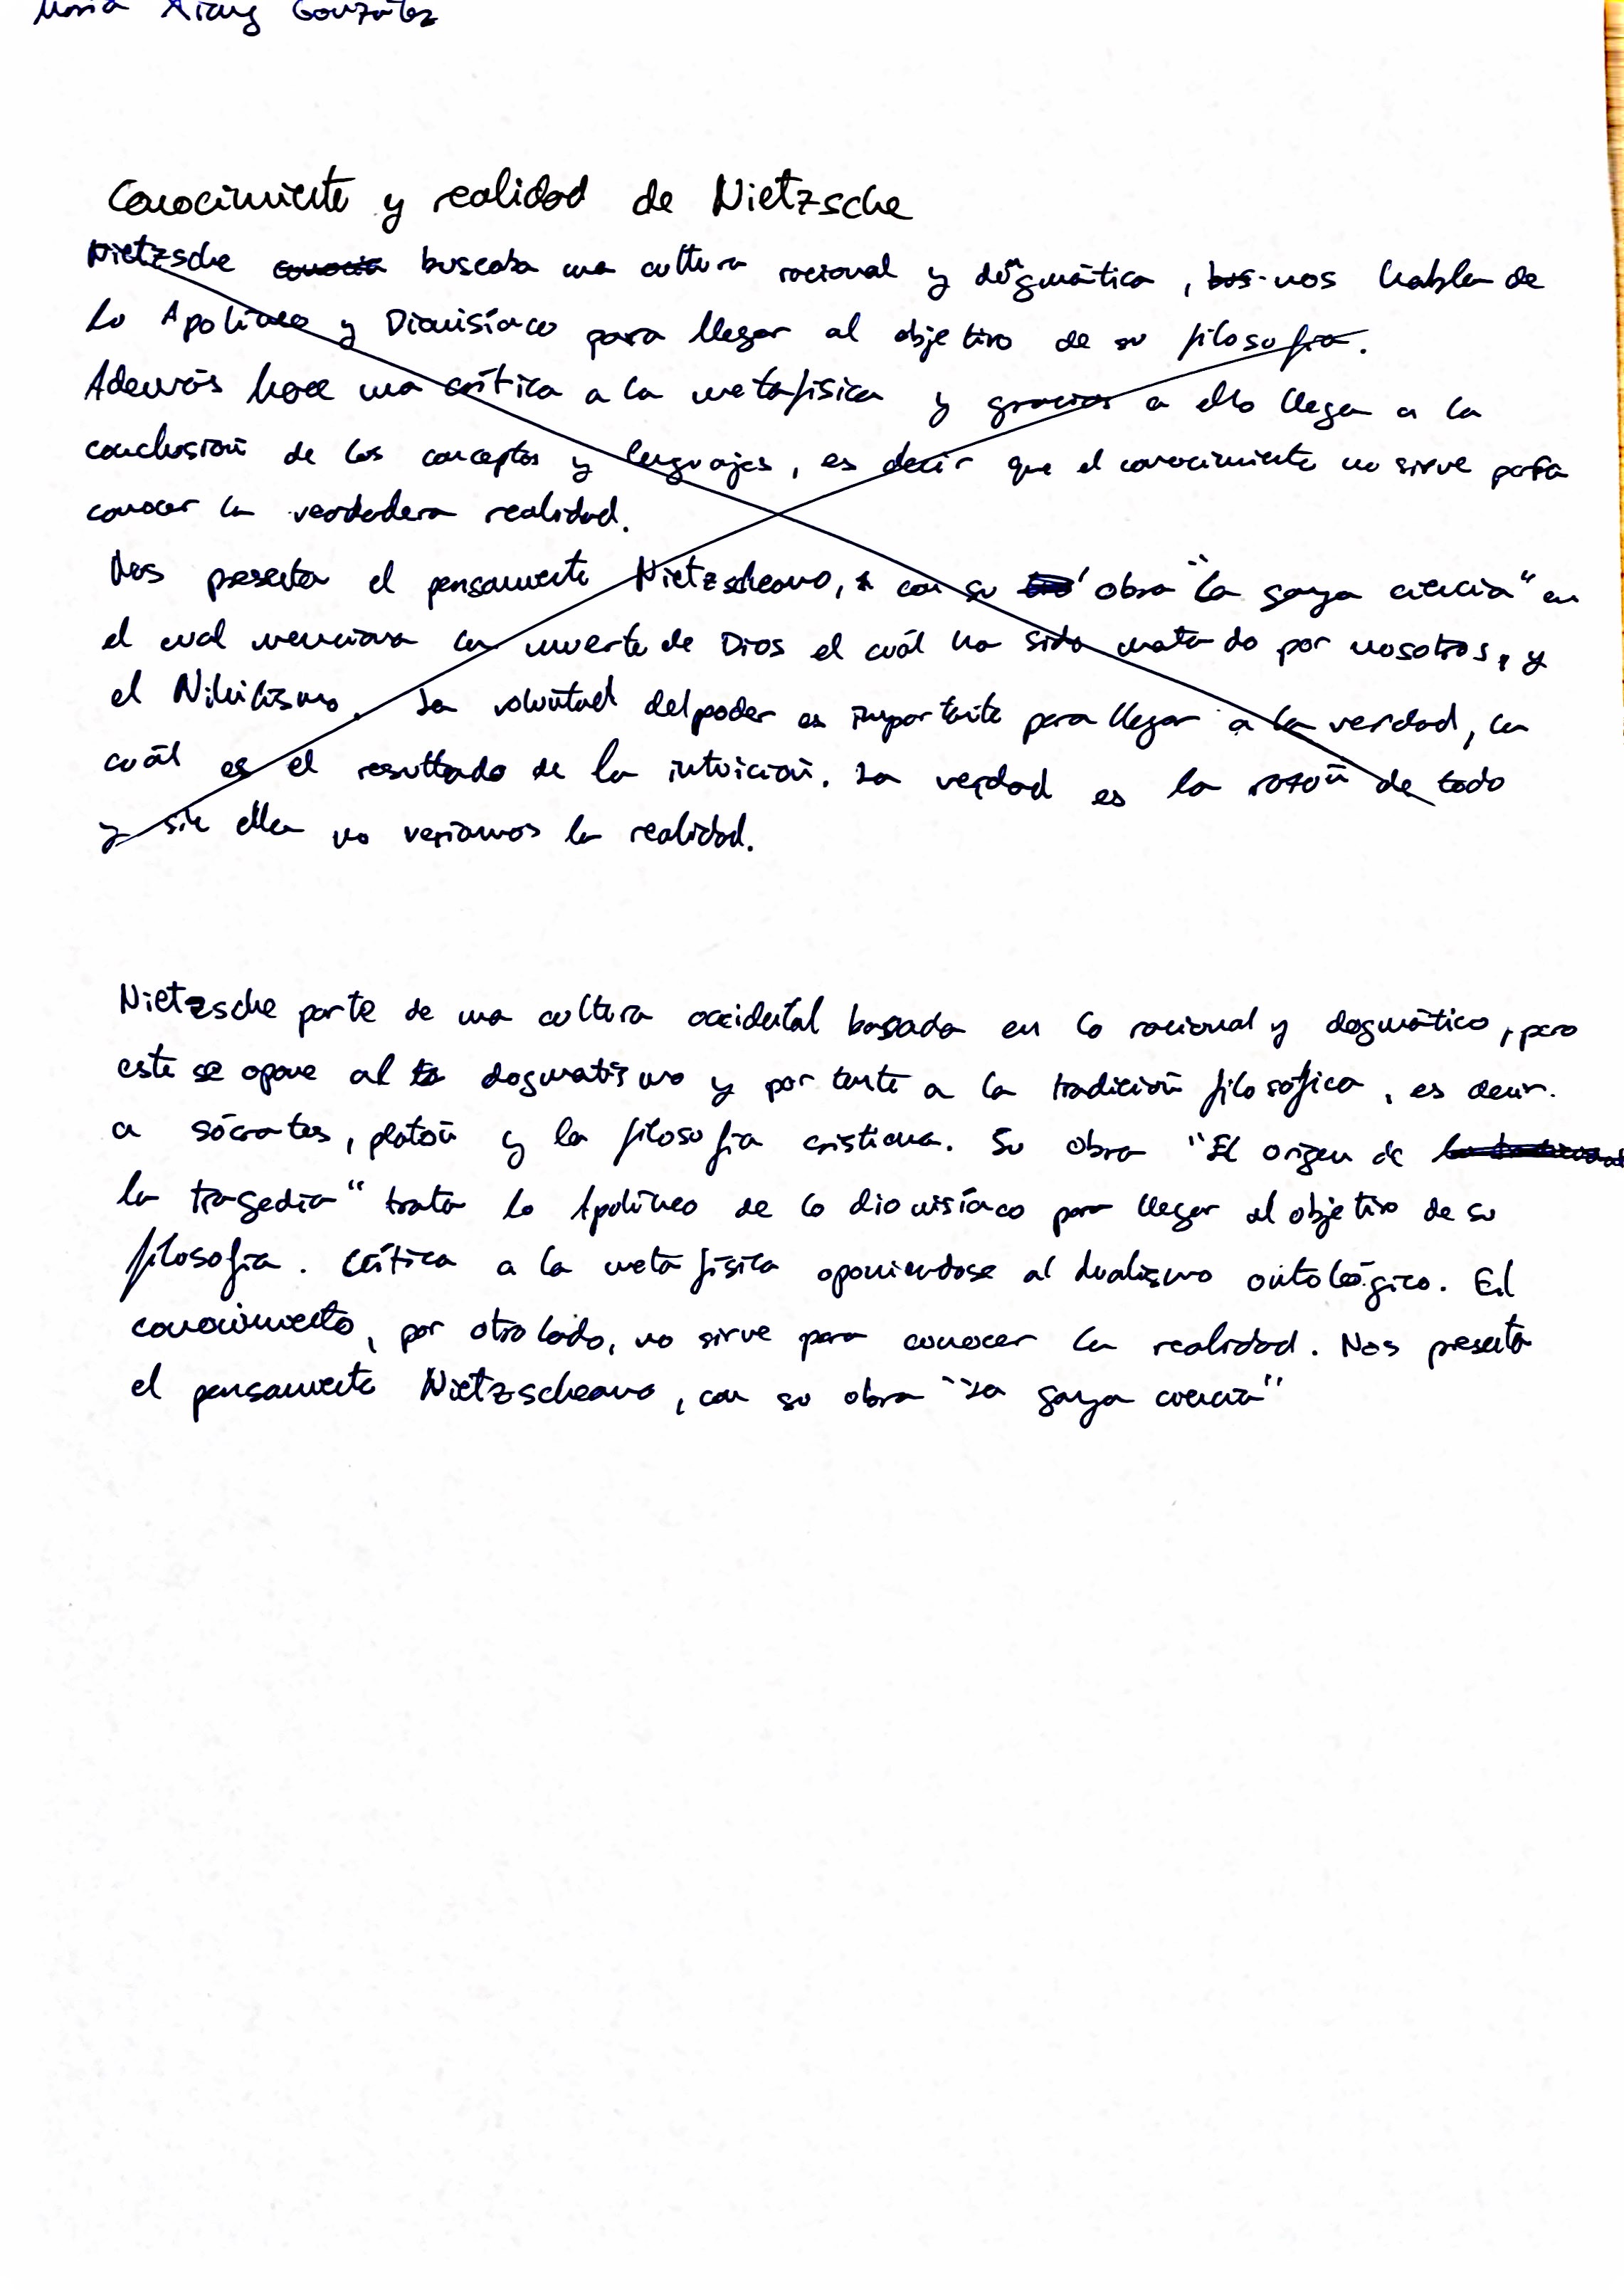 María Xiang González
Conocimiento y realidad de Nietzsche
Nietzsche conocia buscaba una cultura racional y dogmática, bus nos habla de
lo Apolíneo y Dionisíaco para llegar al objetivo de su filosofia.
Además hace una crítica a la metafísica y gracias a ello llega a la
conclusión de los conceptos y lenguajes, es decir que el conocimiento no sirve para
conocer la verdadera realidad.
Nos presenta el pensamiento Nietzscheano, con su obra "la gaya ciencia" en
el cual menciona la muerte de Dios el cuál ha sido matado por nosotros, y
el Nihilismo. La voluntad del poder es importante para llegar a la verdad, la
cuál es el resultado de la intuición. La verdad es la razón de todo
y sin ella no veriamos la realidad.
Nietzsche parte de una cultura occidental basada en lo racional y dogmático, pero
este se opone al dogmatismo y por tanto a la tradición filosófica, es decir.
a sócrates, platón y la filosofia cristiana. Su obra "El origen de
la tragedia" trata lo Apolíneo de lo dionisíaco para llegar al objetivo de su
filosofia. Crítica a la metafísica oponiendose al dualismo ontológico. El
conocimiento, por otro lado, no sirve para conocer la realidad. Nos presenta
el pensamiento Nietzscheano, con su obra "La gaya ciencia"